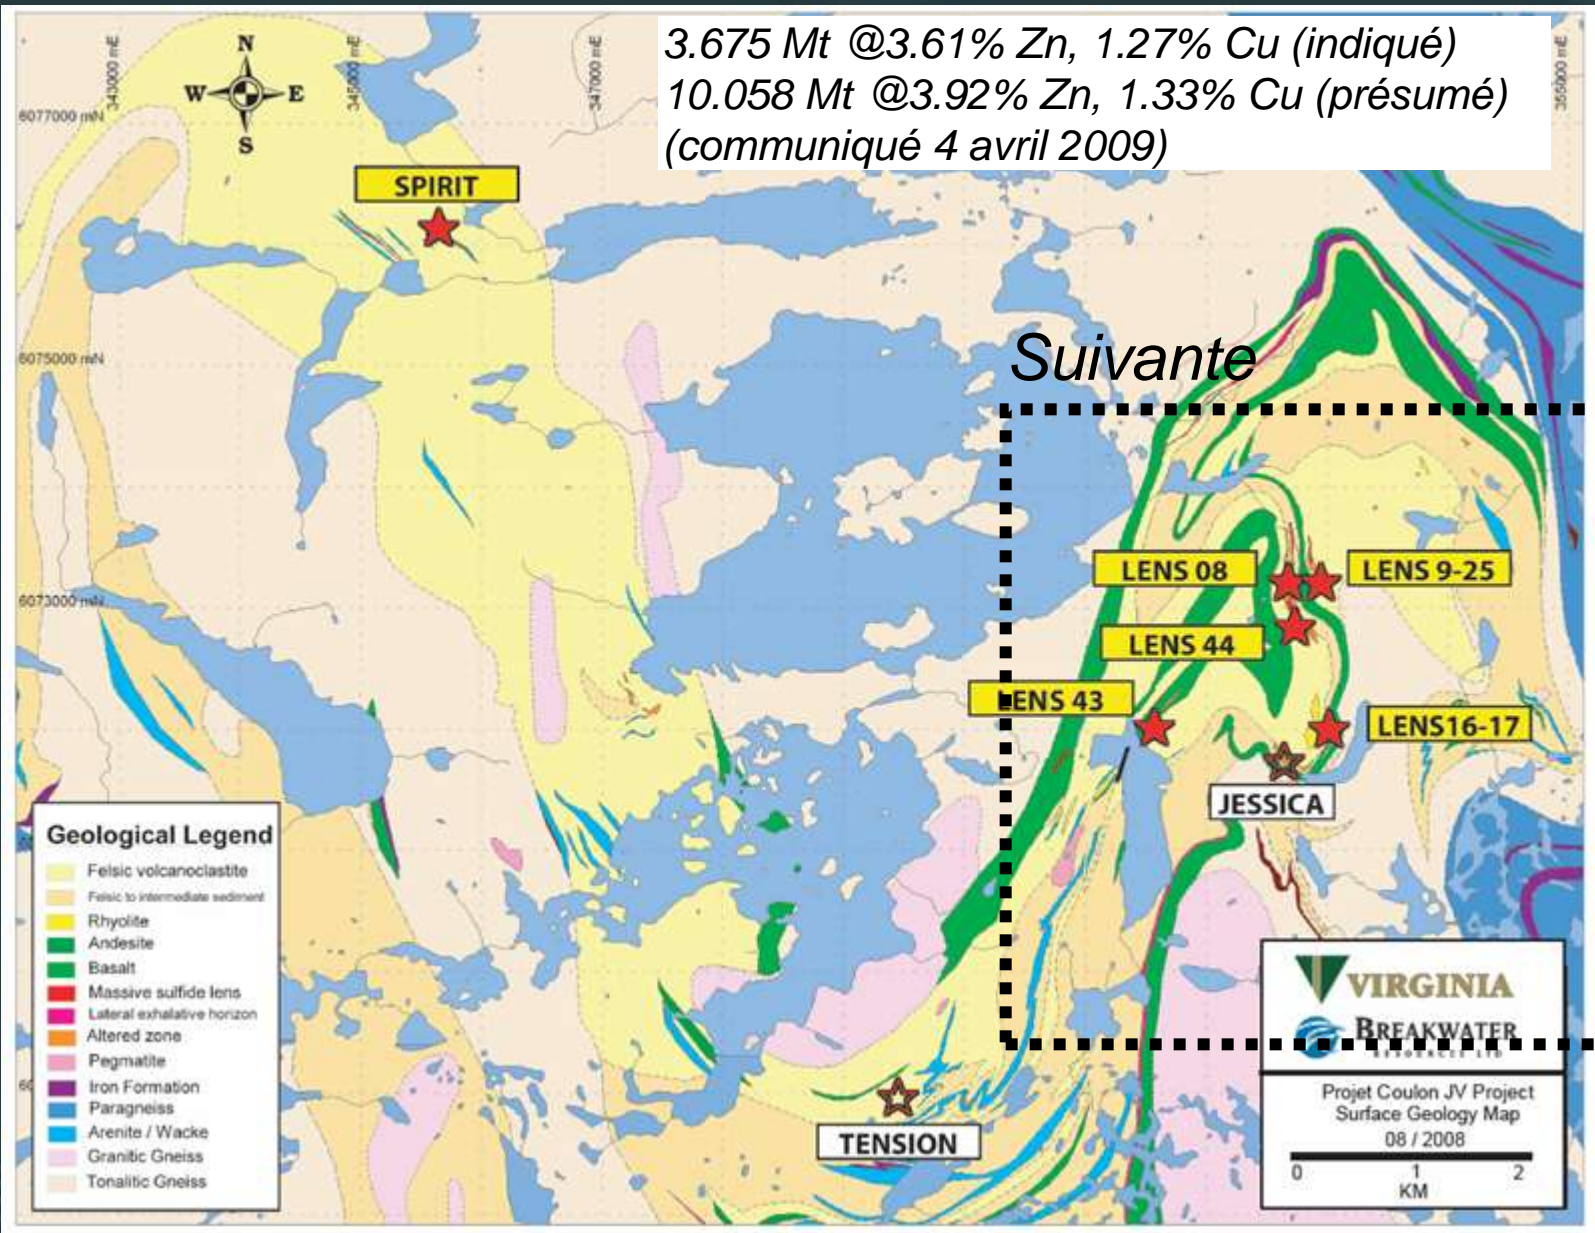 3.675 Mt @3.61% Zn, 1.27% Cu (indiqué)
10.058 Mt @3.92% Zn, 1.33% Cu (présumé)
(communiqué 4 avril 2009)
343000 mE
345000 mE
347000 mE
355000 mE
N
W E
S
6077000 mN
SPIRIT
6075000 mN
Suivante
6073000 mN
LENS 08
LENS 9-25
LENS 44
LENS 43
LENS16-17
JESSICA
TENSION
Geological Legend
Felsic volcanoclastite
Felsic to intermediate sediment
Rhyolite
Andesite
Basalt
Massive sulfide lens
Lateral exhalative horizon
Altered zone
Pegmatite
Iron Formation
Paragneiss
Arenite / Wacke
Granitic Gneiss
Tonalitic Gneiss
VIRGINIA
BREAKWATER
RESOURCES LTD
Projet Coulon JV Project
Surface Geology Map
08 / 2008
0 1 2
KM